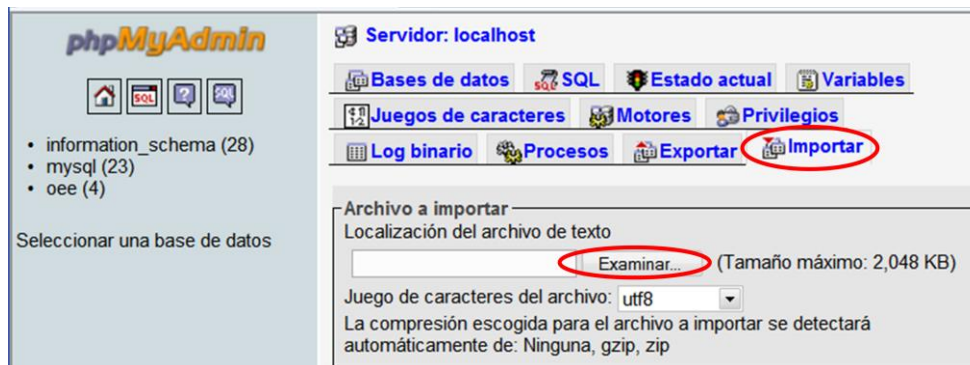 phpMyAdmin
SQL
SQL
information_schema (28)
mysql (23)
oee (4)
Seleccionar una base de datos
Servidor: localhost
Bases de datos SQL Estado actual Variables
Juegos de caracteres Motores Privilegios
Log binario Procesos Exportar Importar
Archivo a importar
Localización del archivo de texto
Examinar... (Tamaño máximo: 2,048 KB)
Juego de caracteres del archivo: utf8
La compresión escogida para el archivo a importar se detectará
automáticamente de: Ninguna, gzip, zip